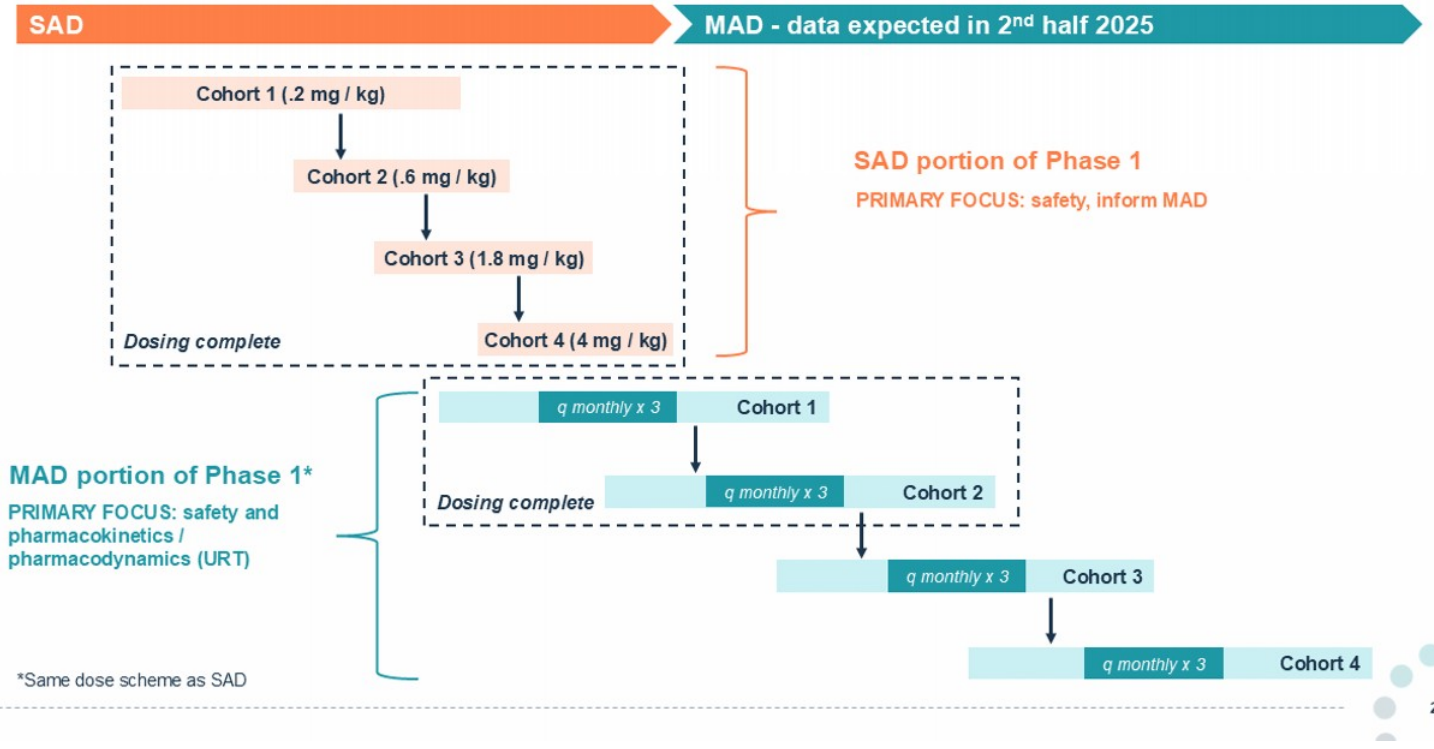 SAD
MAD - data expected in 2nd half 2025
Cohort 1 (.2 mg / kg)
Cohort 2 (.6 mg / kg)
Cohort 3 (1.8 mg / kg)
Dosing complete
Cohort 4 (4 mg / kg)
SAD portion of Phase 1
PRIMARY FOCUS: safety, inform MAD
MAD portion of Phase 1*
PRIMARY FOCUS: safety and
pharmacokinetics /
pharmacodynamics (URT)
q monthly x 3
Cohort 1
Dosing complete
q monthly x 3
Cohort 2
q monthly x 3
Cohort 3
q monthly x 3
Cohort 4
*Same dose scheme as SAD